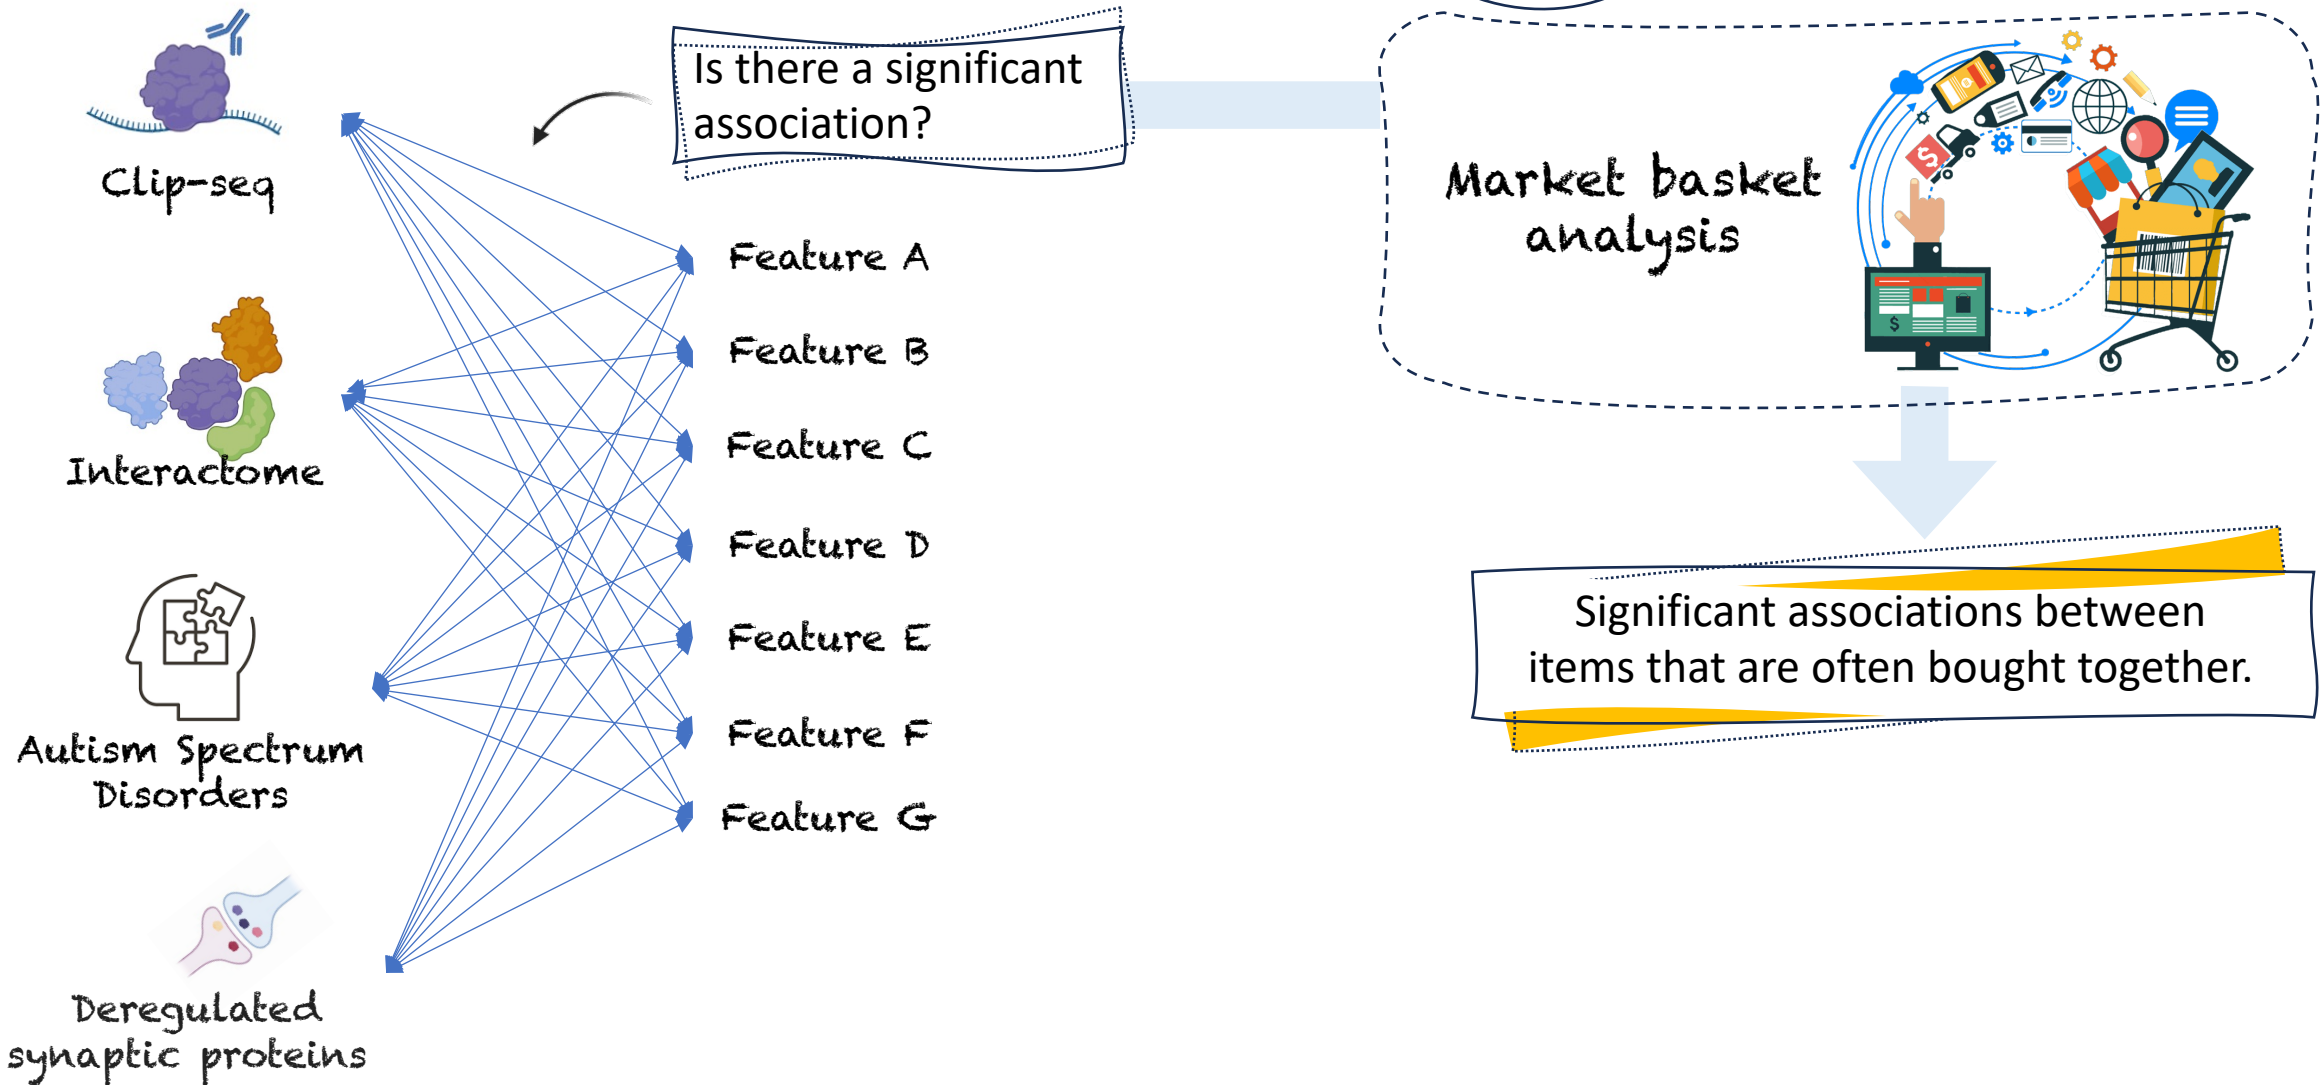 Clip-seq
Interactome
Autism Spectrum
Disorders
Deregulated
synaptic proteins
Is there a significant
association?
Feature A
Feature B
Feature C
Feature D
Feature E
Feature F
Feature G
Market basket
analysis
$
$
Significant associations between
items that are often bought together.